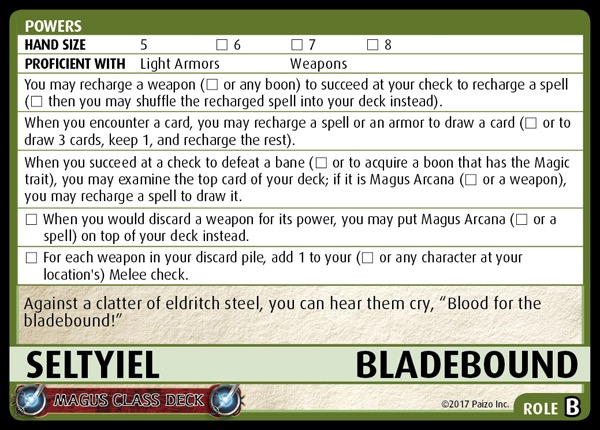 POWERS
HAND SIZE 5 ☐ 6 ☐ 7 ☐ 8
PROFICIENT WITH Light Armors Weapons
You may recharge a weapon (☐ or any boon) to succeed at your check to recharge a spell
(☐ then you may shuffle the recharged spell into your deck instead).
When you encounter a card, you may recharge a spell or an armor to draw a card (☐ or to
draw 3 cards, keep 1, and recharge the rest).
When you succeed at a check to defeat a bane (☐ or to acquire a boon that has the Magic
trait), you may examine the top card of your deck; if it is Magus Arcana (☐ or a weapon),
you may recharge a spell to draw it.
☐ When you would discard a weapon for its power, you may put Magus Arcana (☐ or a
spell) on top of your deck instead.
☐ For each weapon in your discard pile, add 1 to your (☐ or any character at your
location's) Melee check.
Against a clatter of eldritch steel, you can hear them cry, “Blood for the
bladebound!”
SELTYIEL BLADEBOUND
MAGUS CLASS DECK
©2017 Paizo Inc.
ROLE B